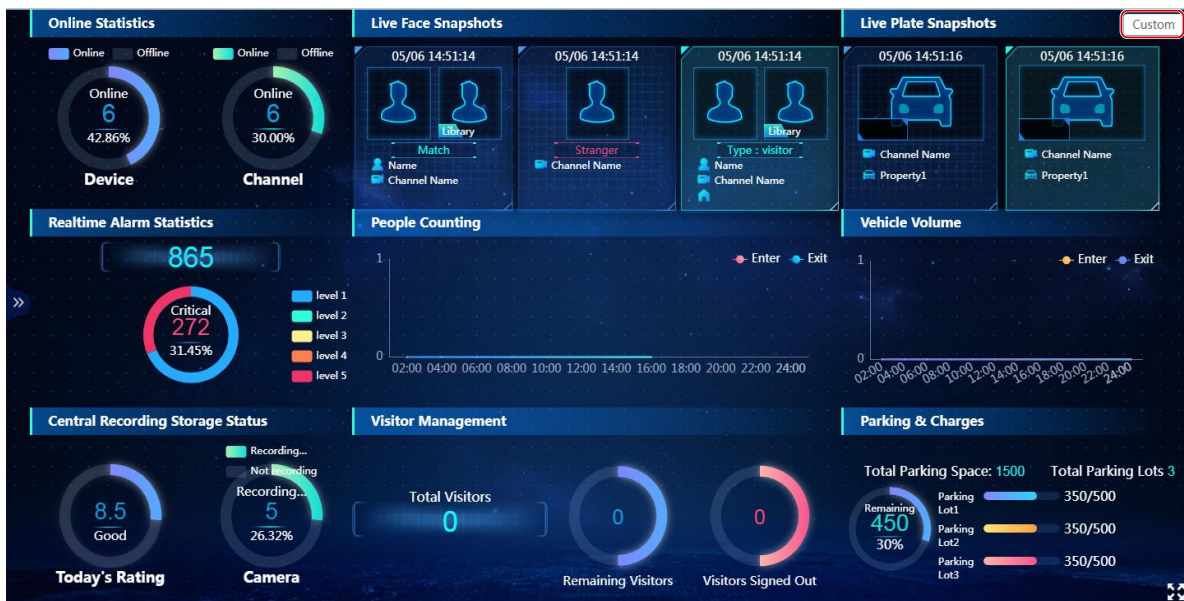 Online Statistics
Online
Offline
Online
Offline
Online
6
42.86%
Device
Online
6
30.00%
Channel
Live Face Snapshots
05/06 14:51:14
Library
Match
Name
Channel Name
05/06 14:51:14
Stranger
Channel Name
05/06 14:51:14
Library
Type : visitor
Name
Channel Name
Live Plate Snapshots
Custom
05/06 14:51:16
Channel Name
Property1
05/06 14:51:16
Channel Name
Property1
Realtime Alarm Statistics
865
Critical
272
31.45%
level 1
level 2
level 3
level 4
level 5
People Counting
Enter
Exit
1
0
02:00 04:00 06:00 08:00 10:00 12:00 14:00 16:00 18:00 20:00 22:00 24:00
Vehicle Volume
Enter
Exit
1
0
02:00 04:00 06:00 08:00 10:00 12:00 14:00 16:00 18:00 20:00 22:00 24:00
Central Recording Storage Status
8.5
Good
Today's Rating
Recording...
Not recording
Recording...
5
26.32%
Camera
Visitor Management
Total Visitors
0
0
Remaining Visitors
0
Visitors Signed Out
Parking & Charges
Total Parking Space: 1500
Total Parking Lots 3
Remaining
450
30%
Parking
Lot1
350/500
Parking
Lot2
350/500
Parking
Lot3
350/500